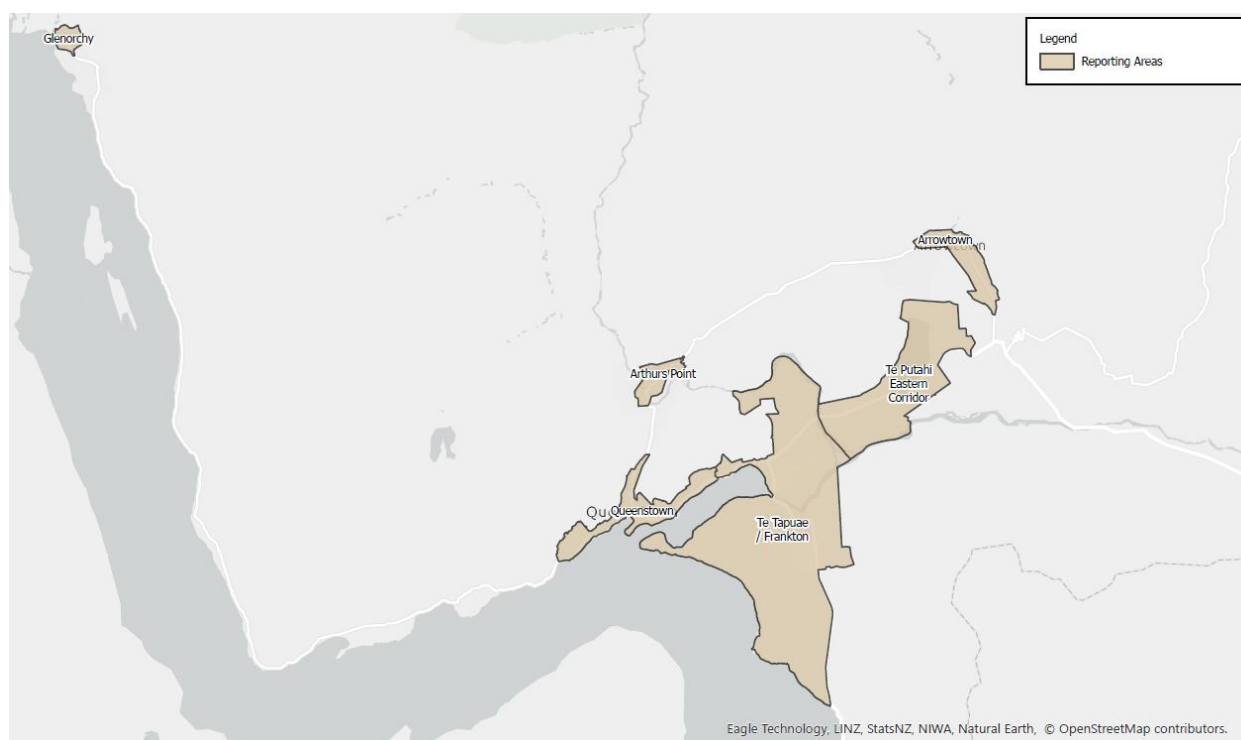 Glenorchy
Legend
Reporting Areas
Arrowtown
Arthurs Point
Te Putahi
Eastern
Corridor
Queenstown
Te Tapuae
/ Frankton
Eagle Technology, LINZ, StatsNZ, NIWA, Natural Earth, © OpenStreetMap contributors.